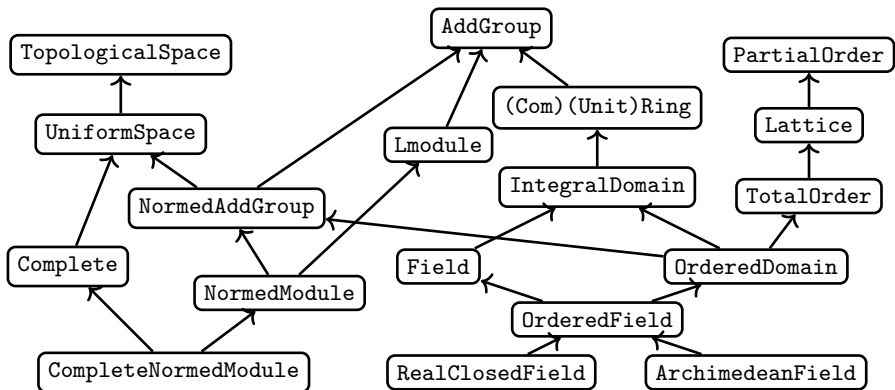 AddGroup
TopologicalSpace
PartialOrder
(Com)(Unit)Ring
UniformSpace
Lattice
Lmodule
IntegralDomain
TotalOrder
NormedAddGroup
Complete
Field
OrderedDomain
NormedModule
OrderedField
CompleteNormedModule
RealClosedField
ArchimedeanField